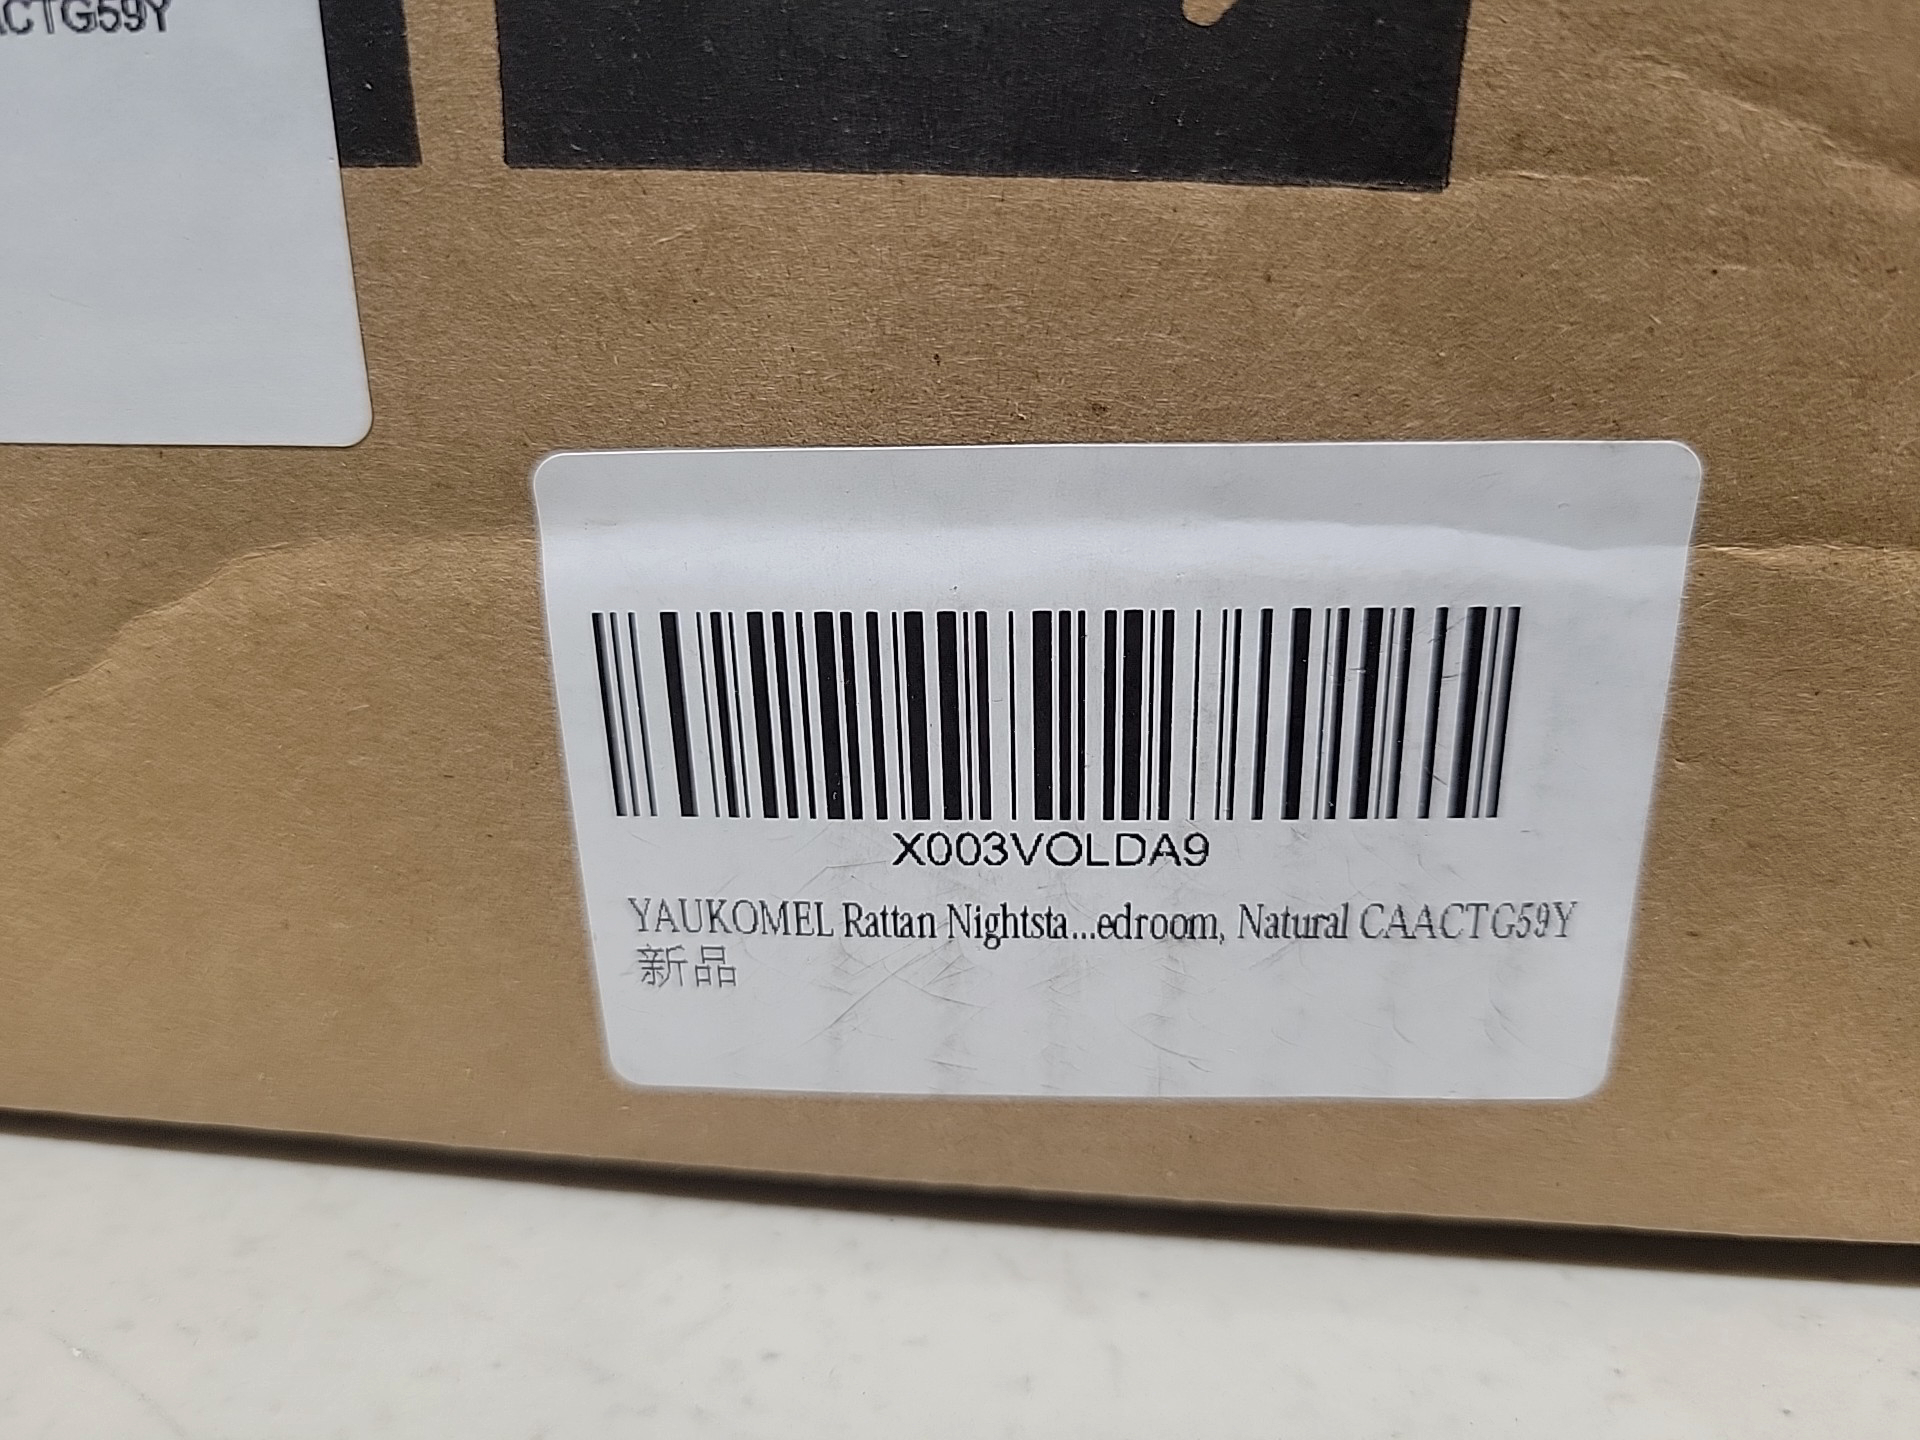 ACTG59Y
X003VOLDA9
YAUKOMEL Rattan Nightsta...edroom, Natural CAACTG59Y
新品